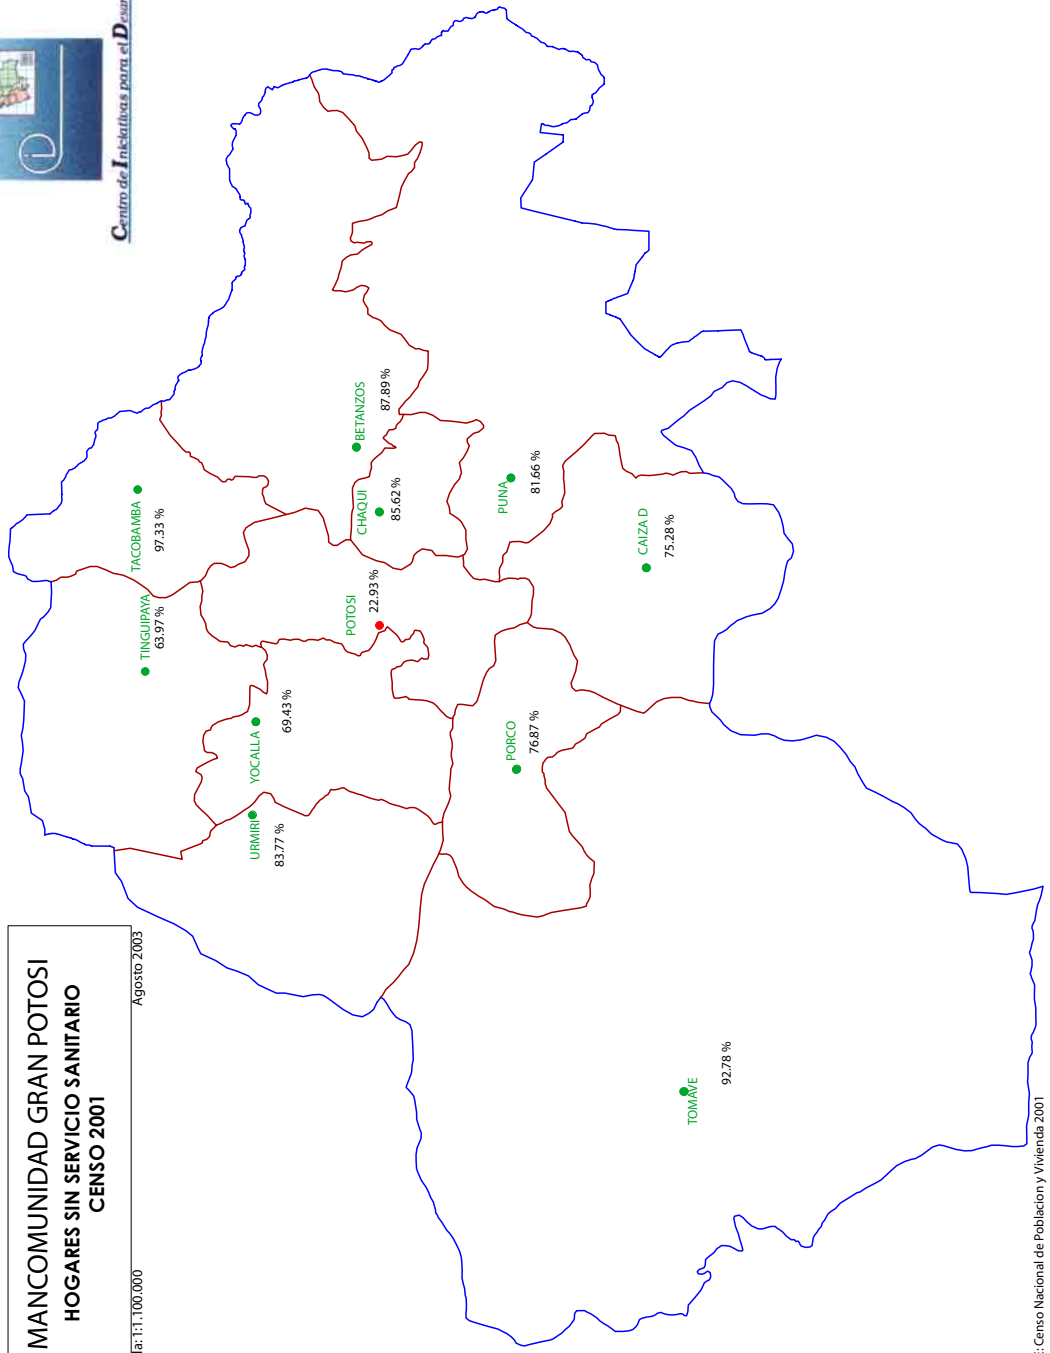 MANCOMUNIDAD GRAN POTOSI
HOGARES SIN SERVICIO SANITARIO
CENSO 2001
1:1.100.000
Agosto 2003
Centro de Iniciativas para el
TINGUIPAYA
63.97 %
TACOBAMBA
97.33 %
URMIRI
83.77 %
YOCALLA
69.43 %
POTOSI
22.93 %
CHAQUI
85.62 %
BETANZOS
87.89 %
PORCO
76.87 %
PUNA
81.66 %
CAIZA D
75.28 %
TOMAVE
92.78 %
: Censo Nacional de Poblacion y Vivienda 2001